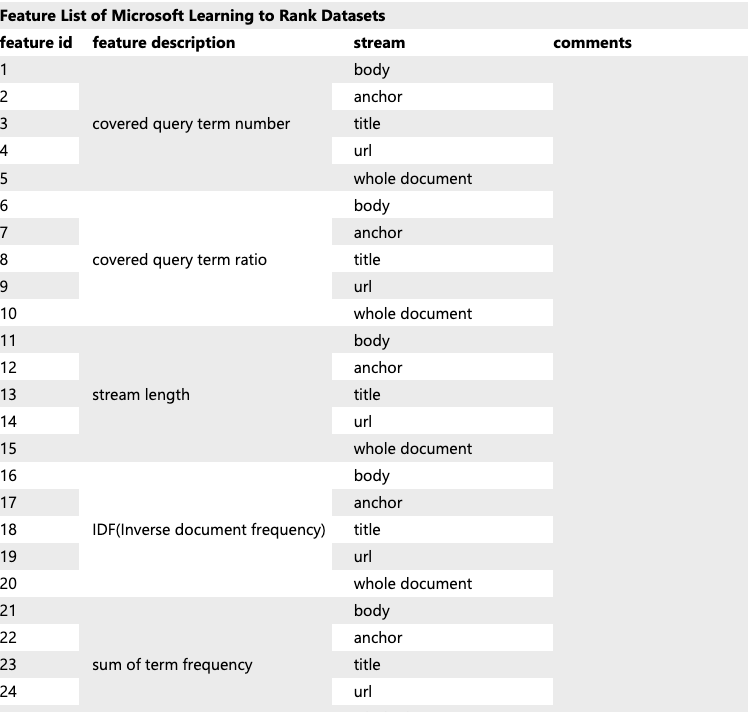 Feature List of Microsoft Learning to Rank Datasets
feature id feature description stream comments
1 body
2 anchor
3 covered query term number title
4 url
5 whole document
6 body
7 anchor
8 covered query term ratio title
9 url
10 whole document
11 body
12 anchor
13 stream length title
14 url
15 whole document
16 body
17 anchor
18 IDF(Inverse document frequency) title
19 url
20 whole document
21 body
22 anchor
23 sum of term frequency title
24 url